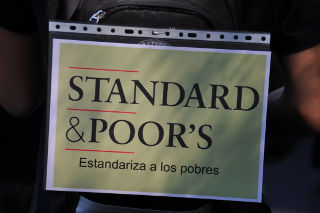 STANDARD
&POOR'S
Estandariza a los pobres